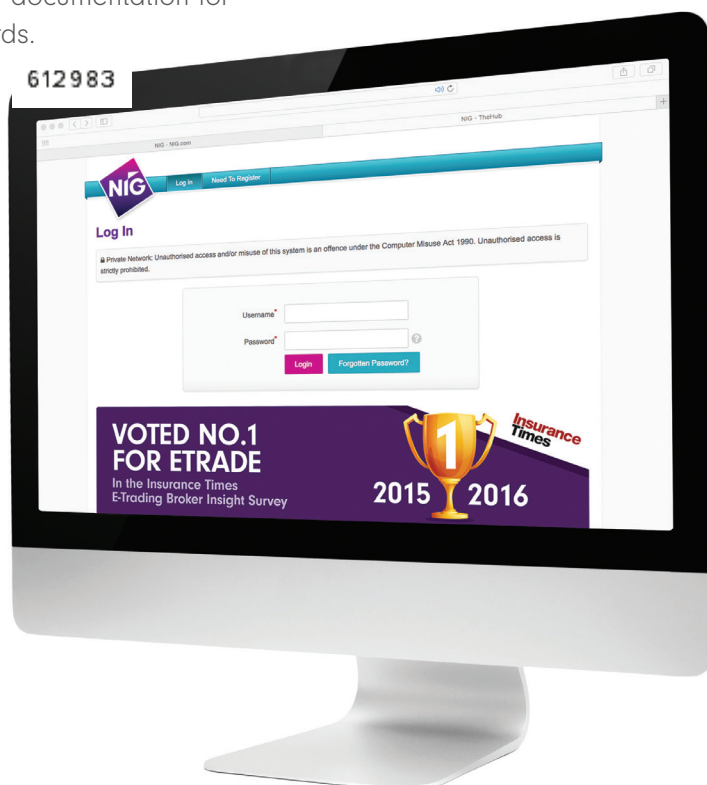 documentation for
rds.
612983
NIG - NIG.com
NIG - TheHub
NIG
Log in
Need To Register
Log In
Private Network: Unauthorised access and/or misuse of this system is an offence under the Computer Misuse Act 1990. Unauthorised access is
strictly prohibited.
Username*
Password*
?
Login
Forgotten Password?
VOTED NO.1
FOR ETRADE
In the Insurance Times
E-Trading Broker Insight Survey
1
2015
2016
Insurance
Times